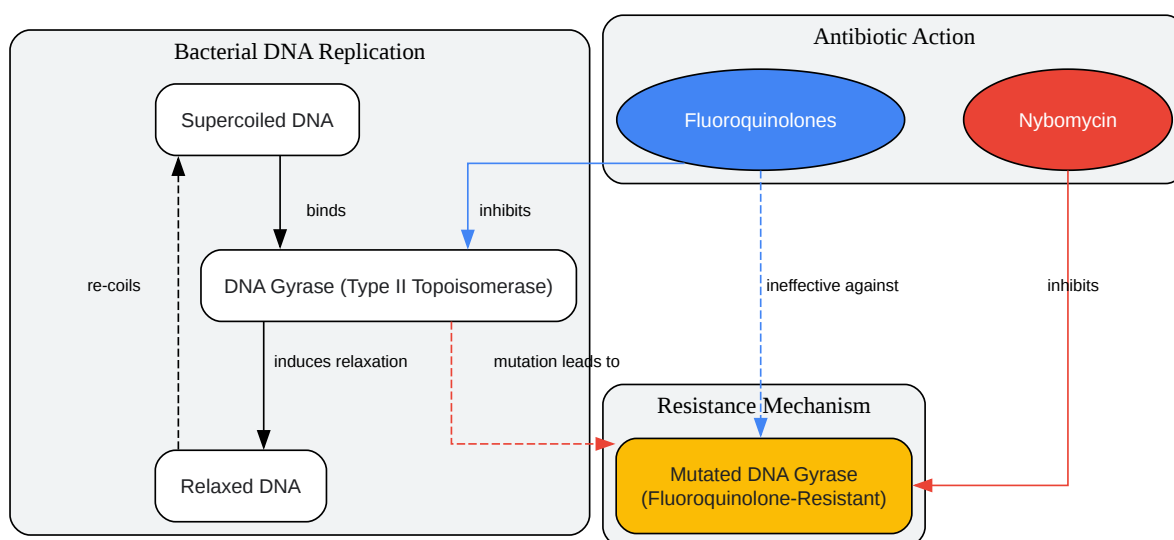 Bacterial DNA Replication
Antibiotic Action
Supercoiled DNA
Fluoroquinolones
Nybomycin
binds
inhibits
re-coils
DNA Gyrase (Type II Topoisomerase)
ineffective against
inhibits
induces relaxation
mutation leads to
Resistance Mechanism
Relaxed DNA
Mutated DNA Gyrase
(Fluoroquinolone-Resistant)